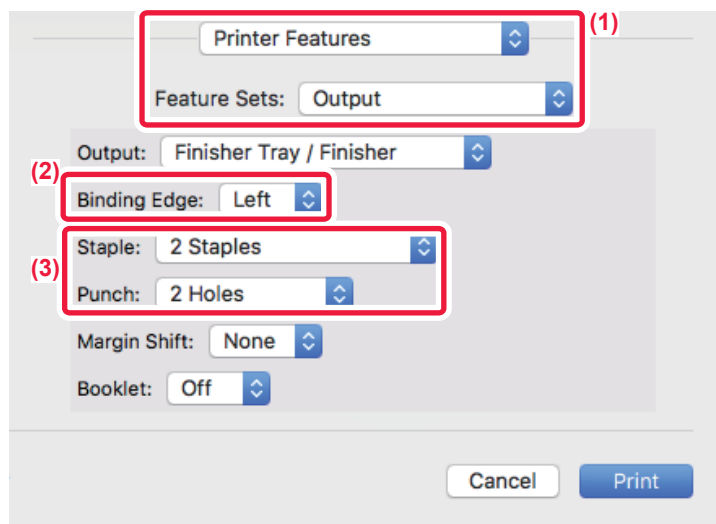 Printer Features
(1)
Feature Sets: Output
Output: Finisher Tray / Finisher
(2)
Binding Edge: Left
Staple: 2 Staples
(3)
Punch: 2 Holes
Margin Shift: None
Booklet: Off
Cancel Print